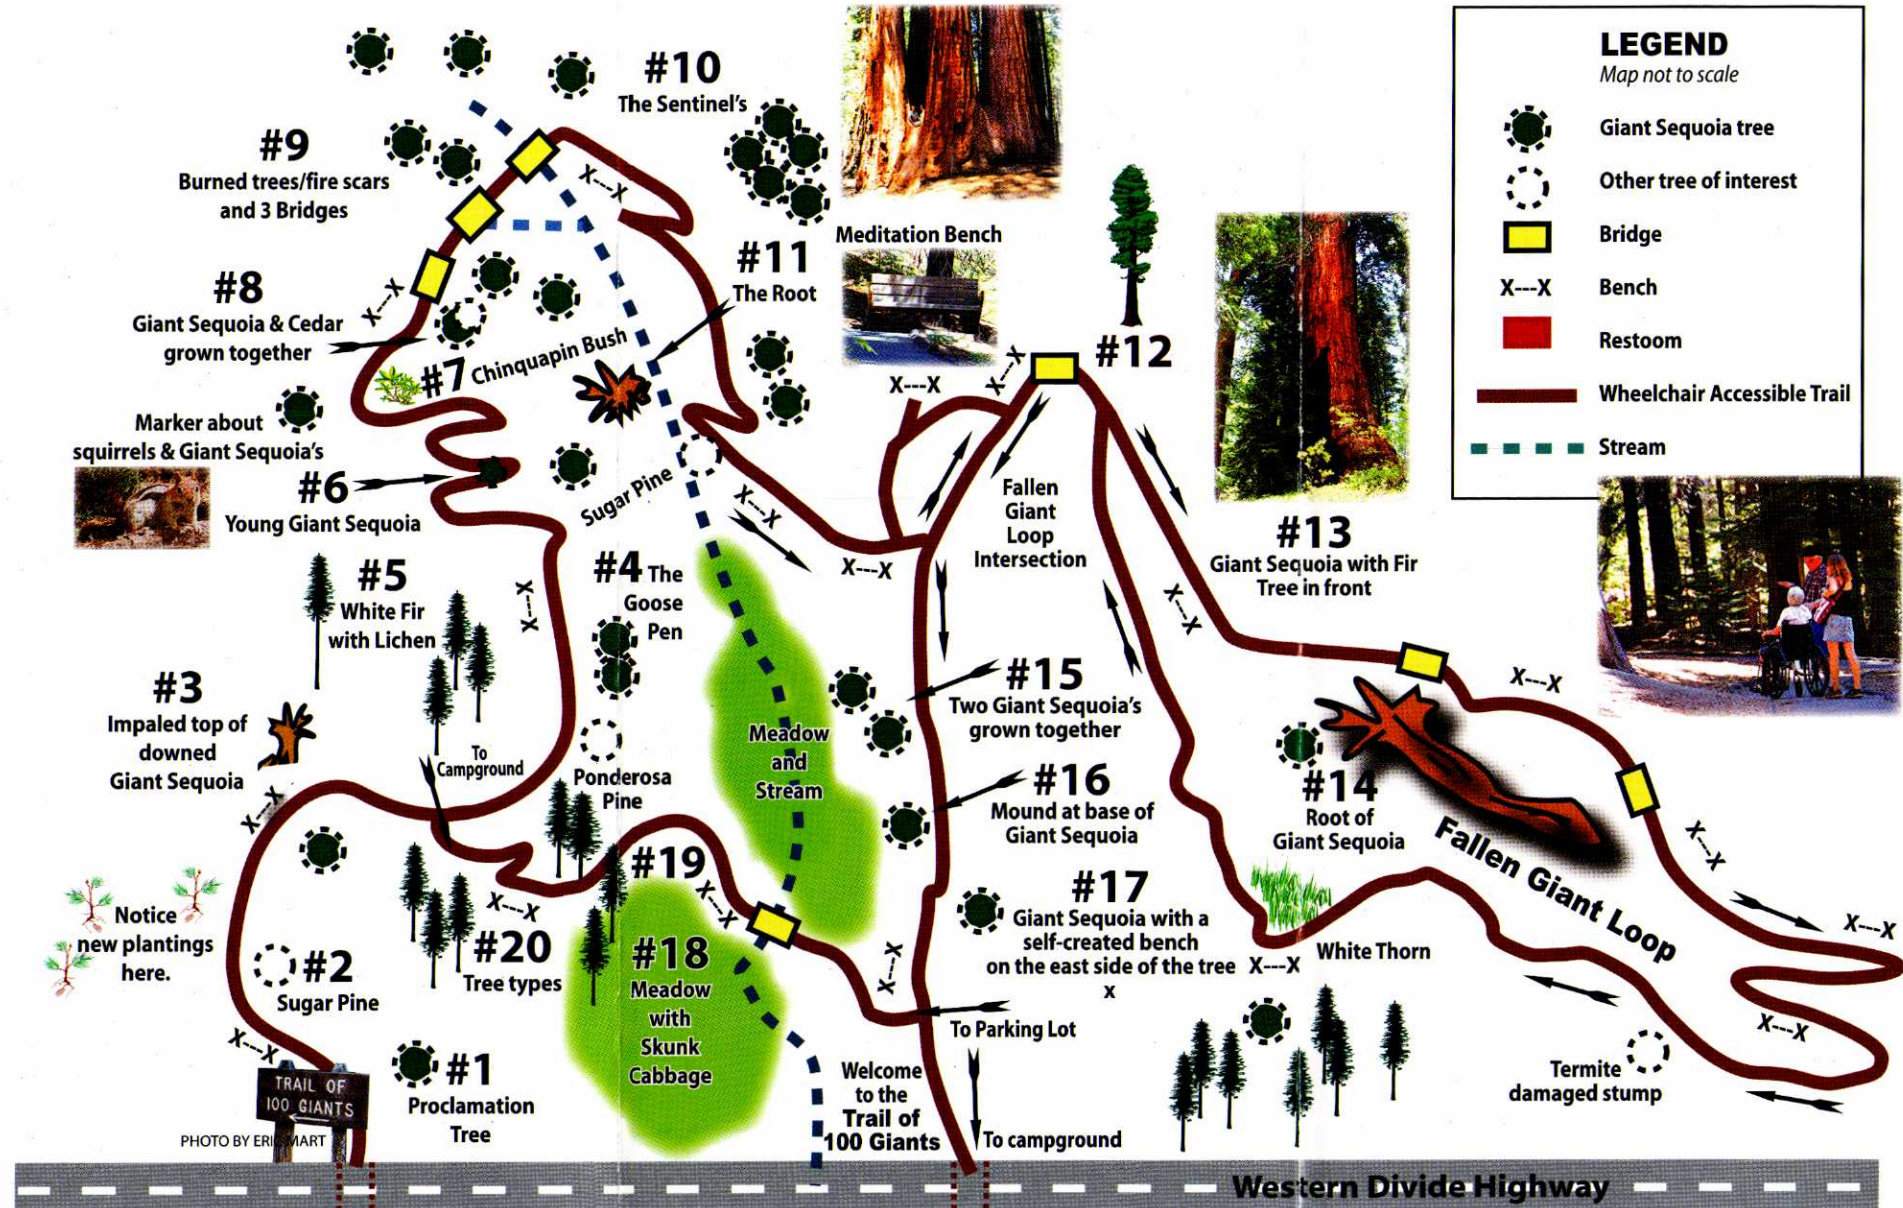 #10
The Sentinel's
#9
Burned trees/fire scars
and 3 Bridges
X---X
#11
The Root
Meditation Bench
#8
Giant Sequoia & Cedar
grown together
X---X
#7 Chinquapin Bush
#12
X---X
X---X
Marker about
squirrels & Giant Sequoia's
#6
Young Giant Sequoia
Sugar Pine
X---X
X---X
Fallen
Giant
Loop
Intersection
#13
Giant Sequoia with Fir
Tree in front
LEGEND
Map not to scale
Giant Sequoia tree
Other tree of interest
Bridge
X---X Bench
Restoom
Wheelchair Accessible Trail
Stream
#5
White Fir
with Lichen
X---X
#4 The
Goose
Pen
X---X
X---X
#3
Impaled top of
downed
Giant Sequoia
X---X
To
Campground
Ponderosa
Pine
Meadow
and
Stream
#15
Two Giant Sequoia's
grown together
#16
Mound at base of
Giant Sequoia
#14
Root of
Giant Sequoia
Fallen Giant Loop
X---X
X---X
Notice
new plantings
here.
#2
Sugar Pine
X---X
#20
Tree types
X---X
#19
X---X
#18
Meadow
with
Skunk
Cabbage
X---X
#17
Giant Sequoia with a
self-created bench
on the east side of the tree
x
X---X
White Thorn
X---X
To Parking Lot
Termite
damaged stump
#1
Proclamation
Tree
TRAIL OF
100 GIANTS
PHOTO BY ERIC MART
Welcome
to the
Trail of
100 Giants
To campground
Western Divide Highway